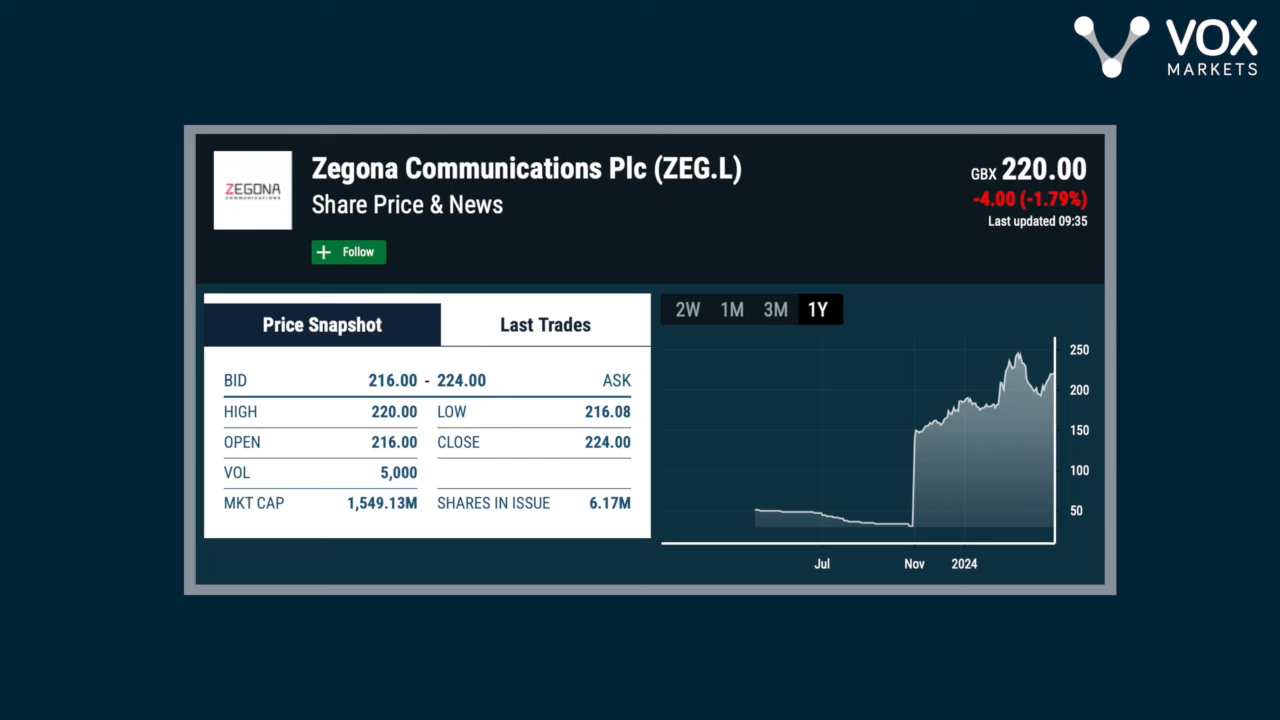 VOX
MARKETS
ZEGONA
COMMUNICATIONS
Zegona Communications Plc (ZEG.L)
Share Price & News
+ Follow
GBX 220.00
-4.00 (-1.79%)
Last updated 09:35
Price Snapshot Last Trades
BID 216.00 - 224.00 ASK
HIGH 220.00 LOW 216.08
OPEN 216.00 CLOSE 224.00
VOL 5,000
MKT CAP 1,549.13M SHARES IN ISSUE 6.17M
2W 1M 3M 1Y
250
200
150
100
50
Jul Nov 2024